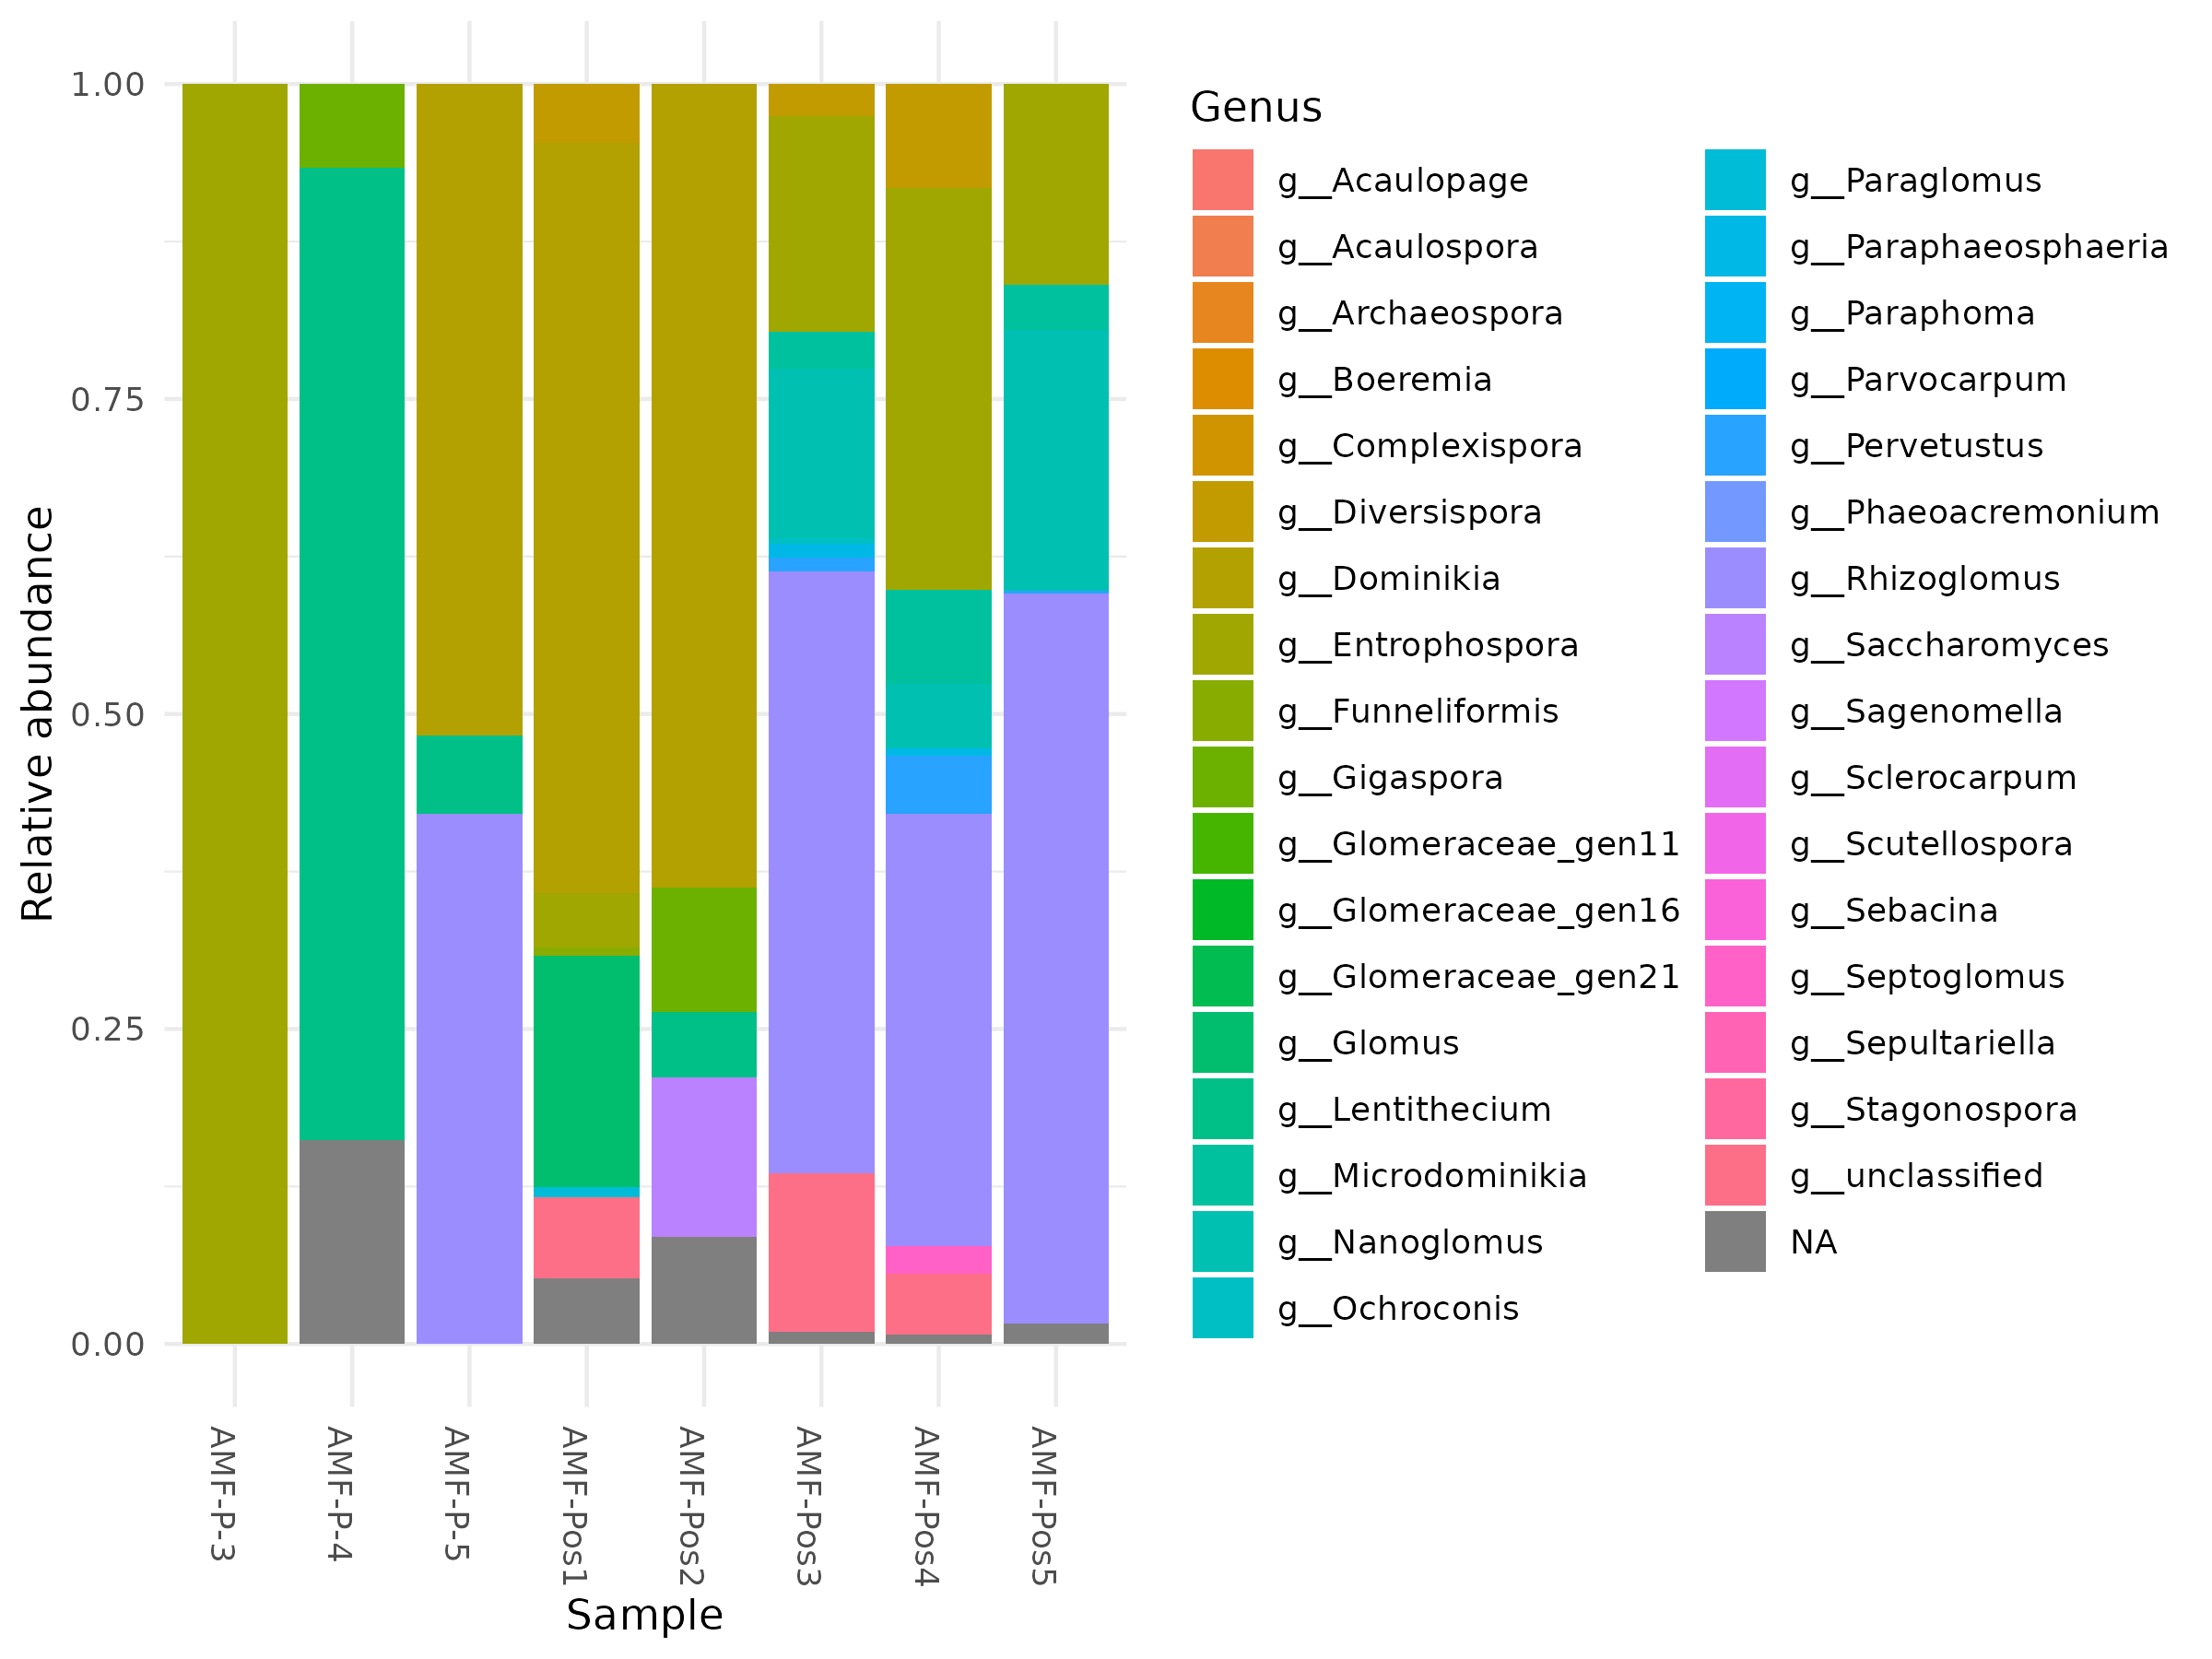 Relative abundance
1.00
0.75
0.50
0.25
0.00
AMF-P-3
AMF-P-4
AMF-P-5
AMF-Pos1
AMF-Pos2
AMF-Pos3
AMF-Pos4
AMF-Pos5
Sample
Genus
g__Acaulopage
g__Acaulospora
g__Archaeospora
g__Boeremia
g__Complexispora
g__Diversispora
g__Dominikia
g__Entrophospora
g__Funneliformis
g__Gigaspora
g__Glomeraceae_gen11
g__Glomeraceae_gen16
g__Glomeraceae_gen21
g__Glomus
g__Lentithecium
g__Microdominikia
g__Nanoglomus
g__Ochroconis
g__Paraglomus
g__Paraphaeosphaeria
g__Paraphoma
g__Parvocarpum
g__Pervetustus
g__Phaeoacremonium
g__Rhizoglomus
g__Saccharomyces
g__Sagenomella
g__Sclerocarpum
g__Scutellospora
g__Sebacina
g__Septoglomus
g__Sepultariella
g__Stagonospora
g__unclassified
NA